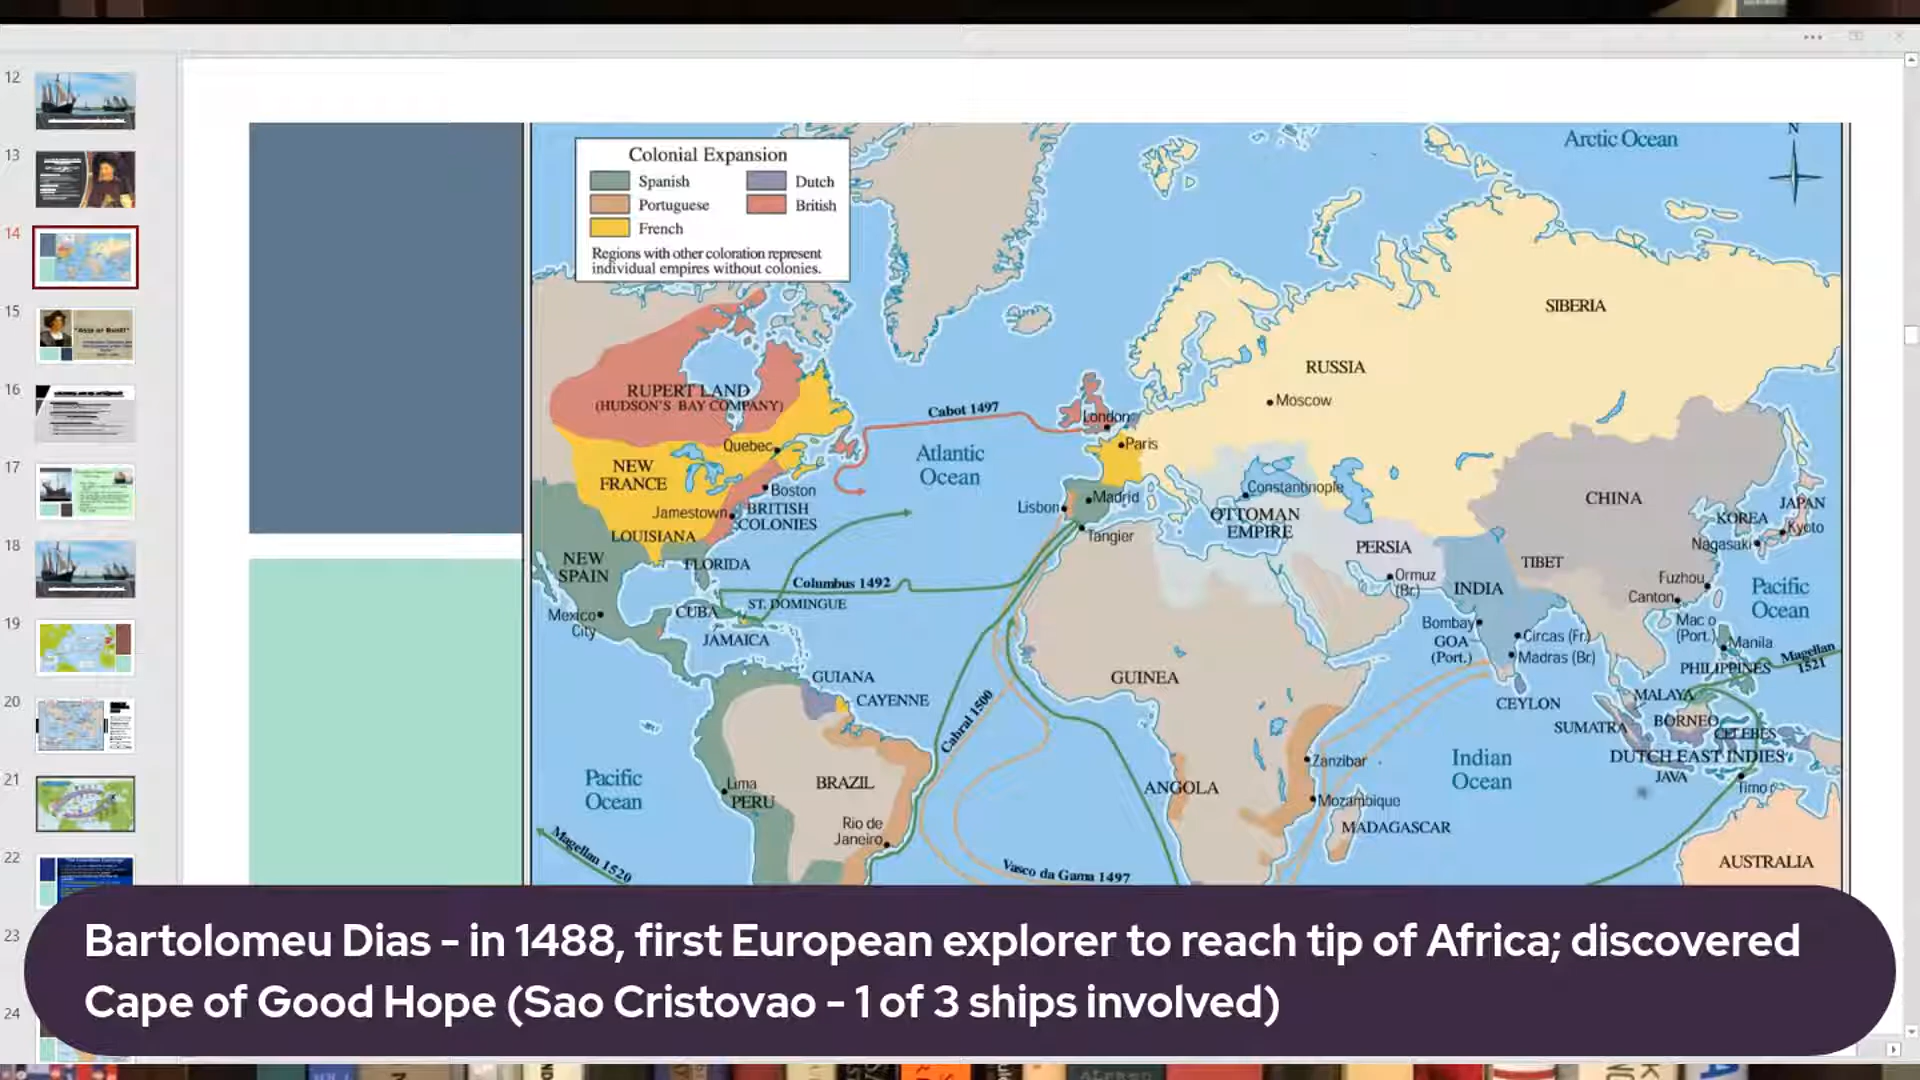 12
13
14
15
16
17
18
19
20
21
22
23
24
"ASIA or Bust!"
Colonial Expansion
Spanish
Dutch
Portuguese
British
French
Regions with other coloration represent
individual empires without colonies.
Arctic Ocean
N
SIBERIA
RUSSIA
Moscow
RUPERT LAND
(HUDSON'S BAY COMPANY)
Cabot 1497
London
Quebec
Paris
Atlantic
Ocean
NEW
FRANCE
Boston
Lisbon
Madrid
Constantinople
CHINA
Jamestown
BRITISH
COLONIES
OTTOMAN
EMPIRE
JAPAN
KOREA
Kyoto
LOUISIANA
Tangier
PERSIA
Nagasaki
NEW
SPAIN
FLORIDA
TIBET
Columbus 1492
Ormuz
(Br.)
INDIA
Fuzhou
Pacific
Ocean
Canton
Mexico
City
CUBA
ST. DOMINGUE
JAMAICA
Bombay
GOA
(Port.)
Circas (Fr.)
Madras (Br.)
Mac o
(Port.)
Manila
Magellan
1521
PHILIPPINES
GUIANA
CAYENNE
GUINEA
CEYLON
MALAYA
SUMATRA
BORNEO
CELEBES
Cabral 1500
DUTCH EAST INDIES
JAVA
Timor
Indian
Ocean
Zanzibar
Pacific
Ocean
Lima
PERU
BRAZIL
ANGOLA
Mozambique
MADAGASCAR
Rio de
Janeiro
Magellan 1520
Vasco da Gama 1497
AUSTRALIA
Bartolomeu Dias - in 1488, first European explorer to reach tip of Africa; discovered
Cape of Good Hope (Sao Cristovao - 1 of 3 ships involved)